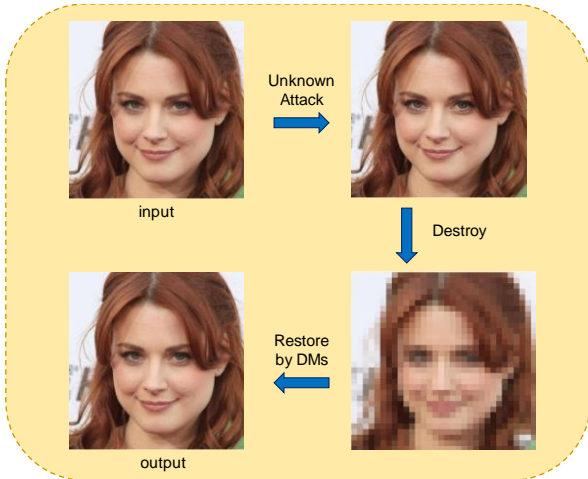 Unknown
Attack
input
Destroy
Restore
by DMs
output